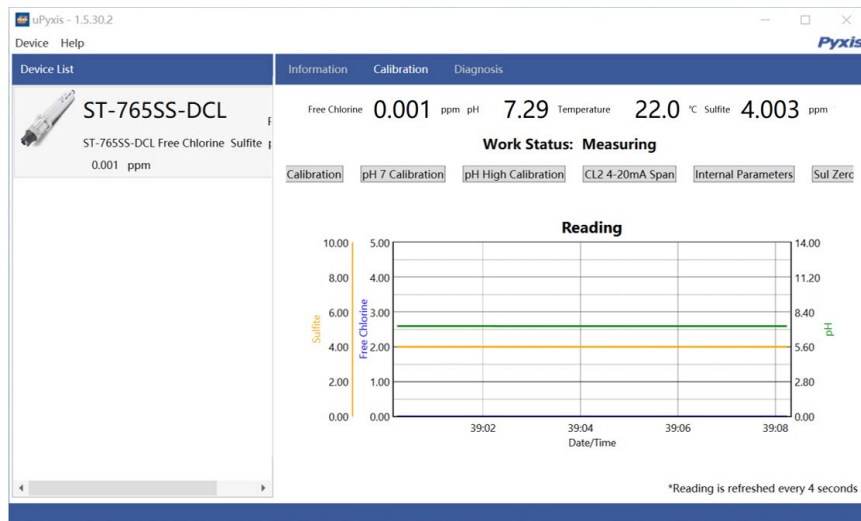 uPyxis - 1.5.30.2
Device Help
Pyxis
Device List
Information Calibration Diagnosis
ST-765SS-DCL
ST-765SS-DCL Free Chlorine Sulfite
0.001 ppm
Free Chlorine 0.001 ppm pH 7.29 Temperature 22.0 °C Sulfite 4.003 ppm
Work Status: Measuring
Calibration pH 7 Calibration pH High Calibration CL2 4-20mA Span Internal Parameters Sul Zero
Reading
10.00 5.00 14.00
8.00 4.00 11.20
6.00 3.00 8.40
4.00 2.00 5.60
2.00 1.00 2.80
0.00 0.00 0.00
Sulfite
Free Chlorine
pH
39:02 39:04 39:06 39:08
Date/Time
*Reading is refreshed every 4 seconds